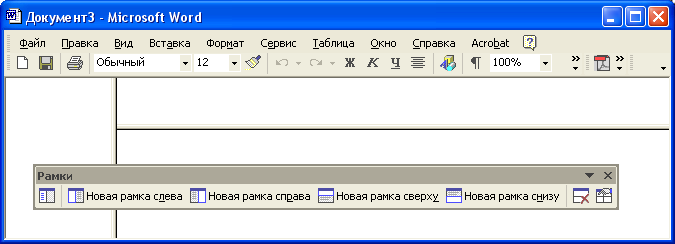 Документ3 - Microsoft Word
Файл Правка Вид Вставка Формат Сервис Таблица Окно Справка Acrobat ?
Обычный 12 Ж К Ч ¶ 100% » »
Рамки
Новая рамка слева Новая рамка справа Новая рамка сверху Новая рамка снизу